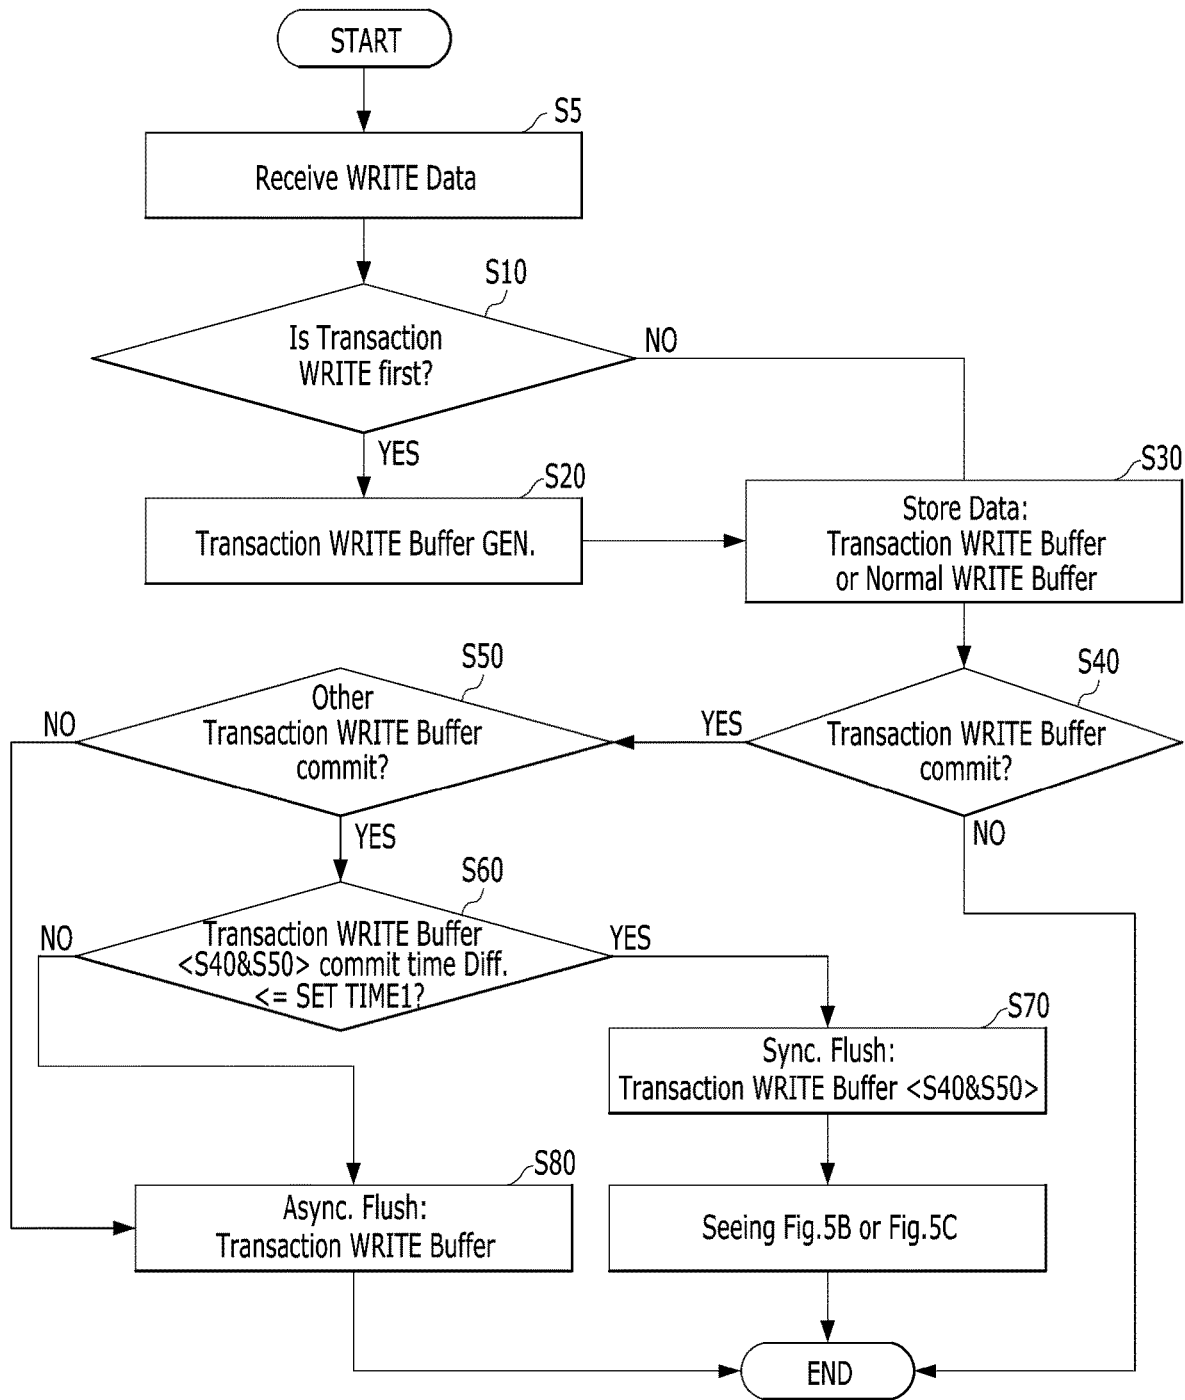 START
S5
Receive WRITE Data
S10
Is Transaction
WRITE first?
NO
YES
S20
Transaction WRITE Buffer GEN.
S30
Store Data:
Transaction WRITE Buffer
or Normal WRITE Buffer
S40
Transaction WRITE Buffer
commit?
YES
NO
S50
Other
Transaction WRITE Buffer
commit?
NO
YES
S60
Transaction WRITE Buffer
<S40&S50> commit time Diff.
<= SET TIME1?
NO
YES
S70
Sync. Flush:
Transaction WRITE Buffer <S40&S50>
S80
Async. Flush:
Transaction WRITE Buffer
Seeing Fig.5B or Fig.5C
END